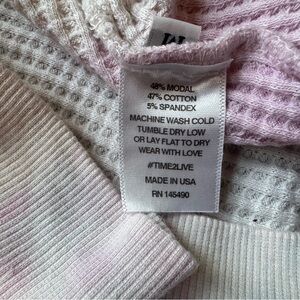 48% MODAL
47% COTTON
5% SPANDEX
MACHINE WASH COLD
TUMBLE DRY LOW
OR LAY FLAT TO DRY
WEAR WITH LOVE
#TIME2LIVE
MADE IN USA
RN 145490